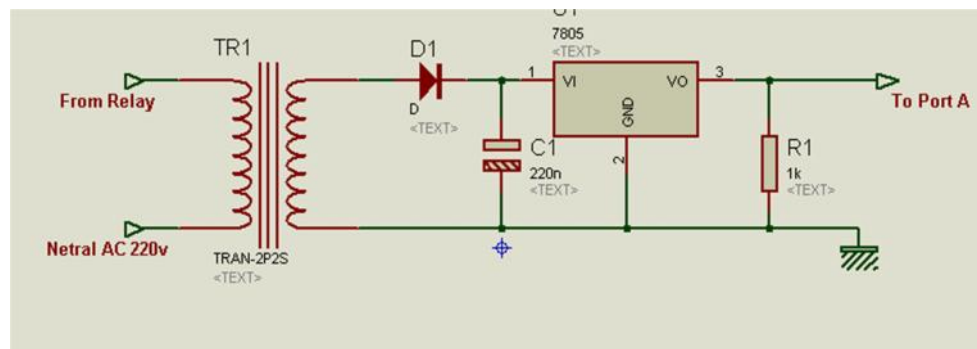 TR1
From Relay
Netral AC 220v
TRAN-2P2S
<TEXT>
D1
D
<TEXT>
C1
220n
<TEXT>
7805
<TEXT>
1
VI
VO
3
GND
2
R1
1k
<TEXT>
To Port A